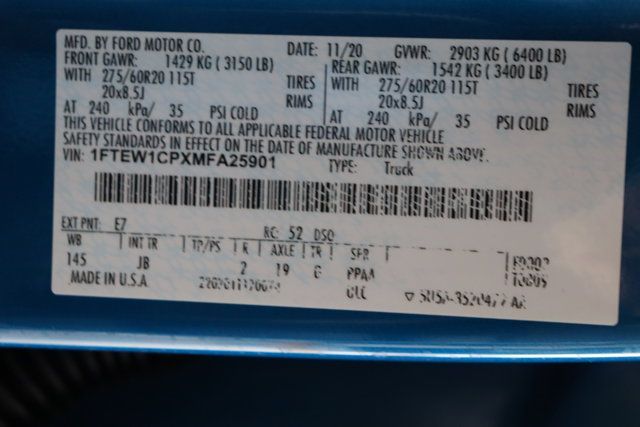 MFD. BY FORD MOTOR CO. DATE: 11/20 GVWR: 2903 KG ( 6400 LB)
FRONT GAWR: 1429 KG ( 3150 LB) REAR GAWR: 1542 KG ( 3400 LB)
WITH 275/60R20 115T TIRES WITH 275/60R20 115T TIRES
20x8.5J RIMS 20x8.5J RIMS
AT 240 kPa/ 35 PSI COLD AT 240 kPa/ 35 PSI COLD
THIS VEHICLE CONFORMS TO ALL APPLICABLE FEDERAL MOTOR VEHICLE
SAFETY STANDARDS IN EFFECT ON THE DATE OF MANUFACTURE SHOWN ABOVE.
VIN: 1FTEW1CPXMFA25901 TYPE: Truck
EXT PNT: E7 RC: 52 DSO:
WB INT TR TP/PS R AXLE TR SPR
145 JB 2 19 G PPAA
MADE IN U.S.A.